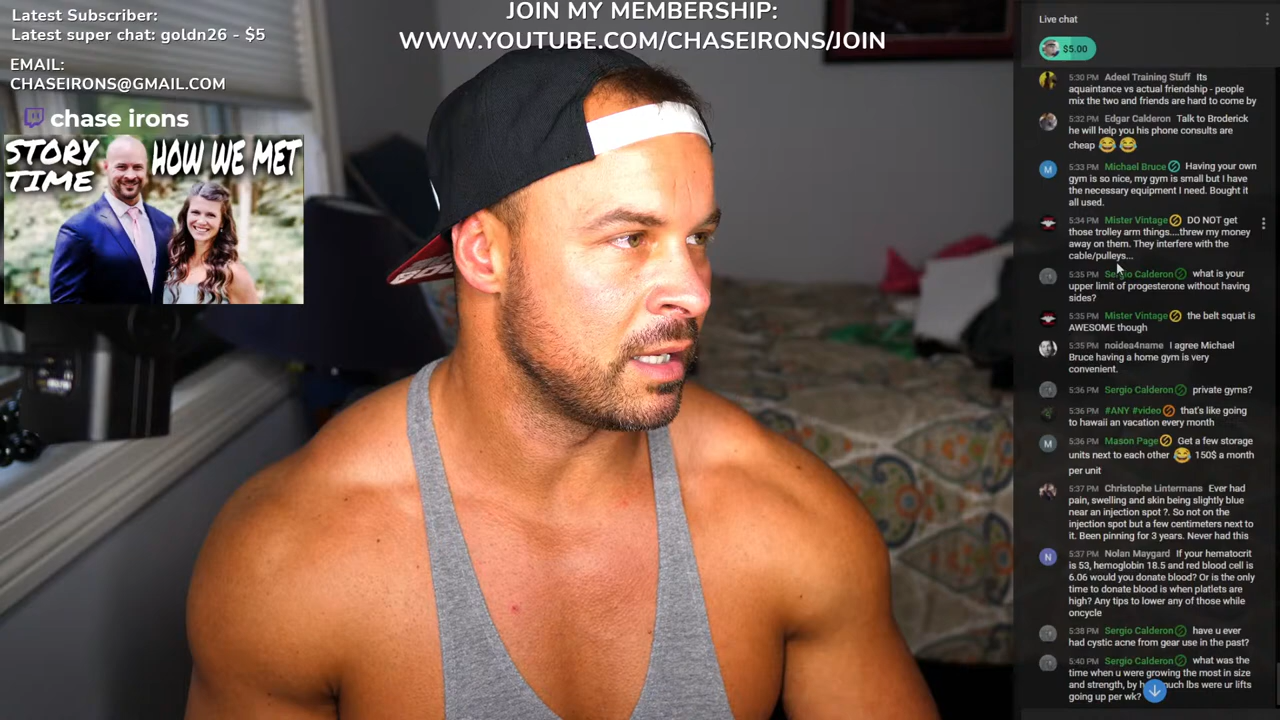 Latest Subscriber:
Latest super chat: goldn26 - $5
EMAIL:
CHASEIRONS@GMAIL.COM
chase irons
STORY TIME
HOW WE MET
JOIN MY MEMBERSHIP:
WWW.YOUTUBE.COM/CHASEIRONS/JOIN
Live chat
$5.00
5:30 PM Adeel Training Stuff Its
aquaintance vs actual friendship - people
mix the two and friends are hard to come by
5:32 PM Edgar Calderon Talk to Broderick
he will help you his phone consults are
cheap 😂 😂
5:33 PM Michael Bruce Having your own
gym is so nice, my gym is small but I have
the necessary equipment I need. Bought it
all used.
5:34 PM Mister Vintage DO NOT get
those trolley arm things....threw my money
away on them. They interfere with the
cable/pulleys...
5:35 PM Sergio Calderon what is your
upper limit of progesterone without having
sides?
5:35 PM Mister Vintage the belt squat is
AWESOME though
5:35 PM noidea4name I agree Michael
Bruce having a home gym is very
convenient.
5:36 PM Sergio Calderon private gyms?
5:36 PM #ANY #video that's like going
to hawaii an vacation every month
5:36 PM Mason Page Get a few storage
units next to each other 😂 150$ a month
per unit
5:37 PM Christophe Lintermans Ever had
pain, swelling and skin being slightly blue
near an injection spot ?. So not on the
injection spot but a few centimeters next to
it. Been pinning for 3 years. Never had this
5:37 PM Nolan Maygard If your hematocrit
is 53, hemoglobin 18.5 and red blood cell is
6.06 would you donate blood? Or is the only
time to donate blood is when platlets are
high? Any tips to lower any of those while
oncycle
5:38 PM Sergio Calderon have u ever
had cystic acne from gear use in the past?
5:40 PM Sergio Calderon what was the
time when u were growing the most in size
and strength, by much lbs were ur lifts
going up per wk?